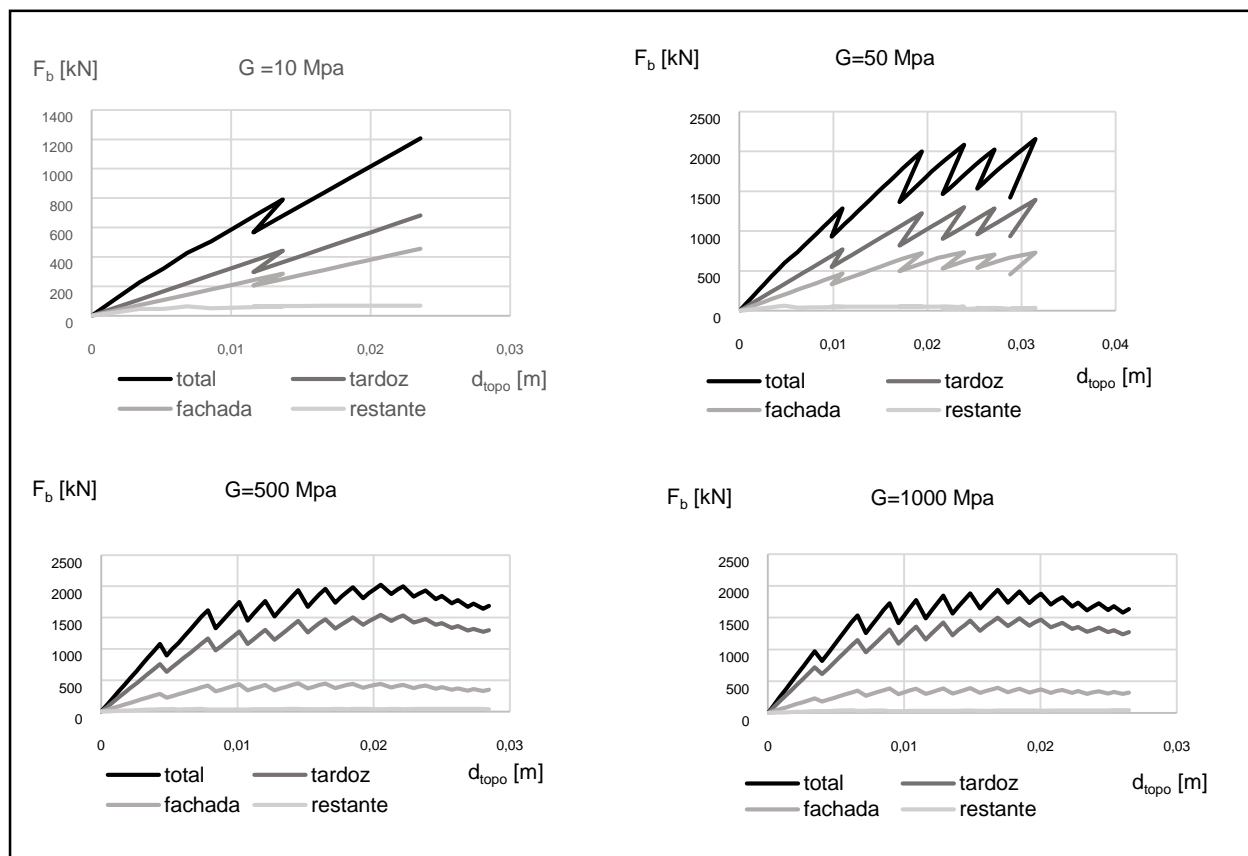 F_b [kN]
G =10 Mpa
1400
1200
1000
800
600
400
200
0
0 0,01 0,02 0,03
total tardoz d_topo [m]
fachada restante
F_b [kN]
G=50 Mpa
2500
2000
1500
1000
500
0
0 0,01 0,02 0,03 0,04
total tardoz d_topo [m]
fachada restante
F_b [kN]
G=500 Mpa
2500
2000
1500
1000
500
0
0 0,01 0,02 0,03
total tardoz d_topo [m]
fachada restante
F_b [kN]
G=1000 Mpa
2500
2000
1500
1000
500
0
0 0,01 0,02 0,03
total tardoz d_topo [m]
fachada restante